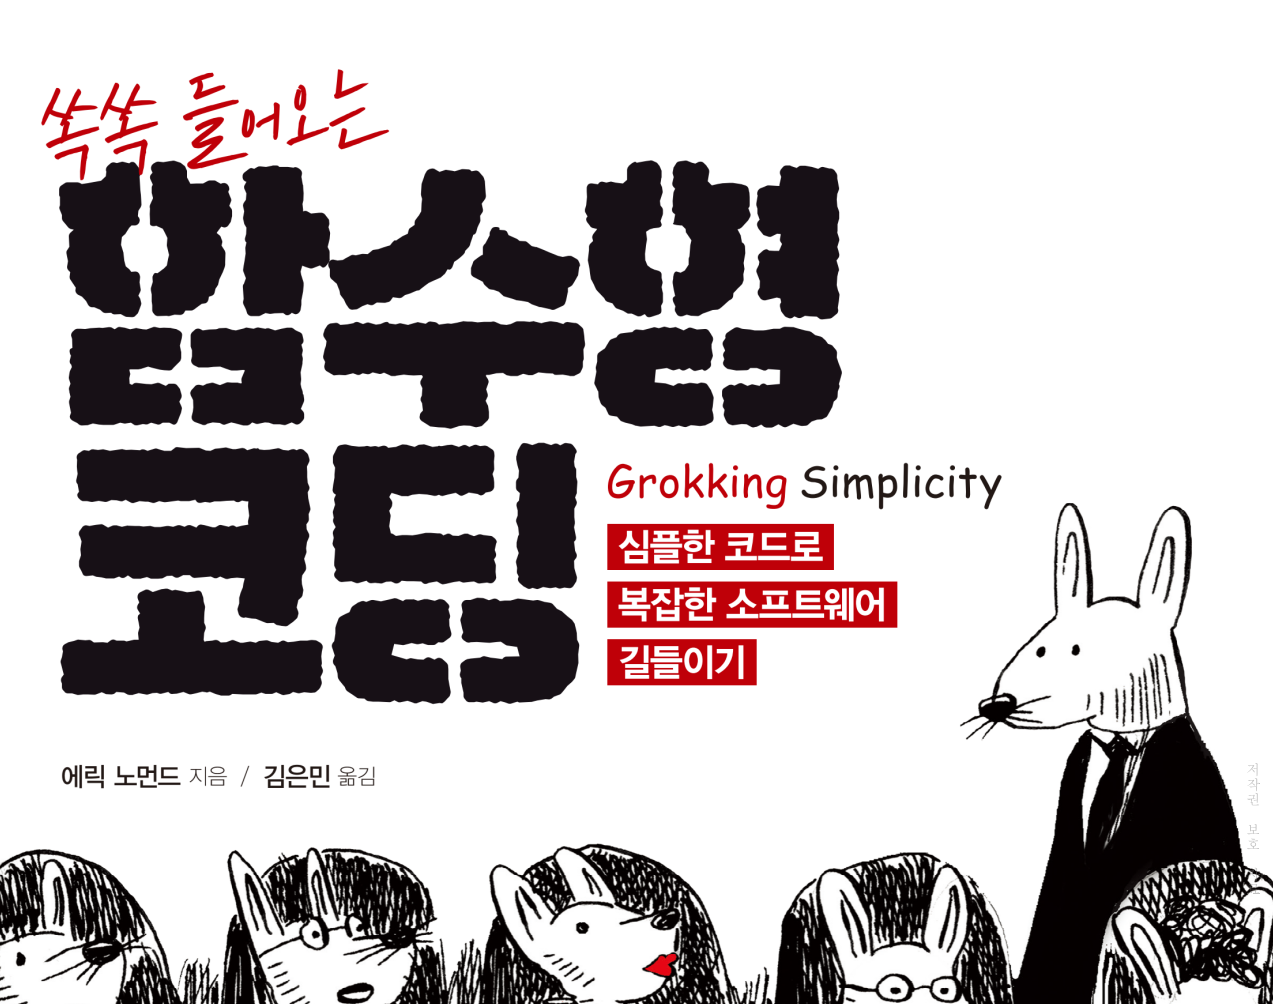 쏙쏙 들어오는
함수형
코딩
Grokking Simplicity
심플한 코드로
복잡한 소프트웨어
길들이기
에릭 노먼드 지음 / 김은민 옮김
저작권 보호